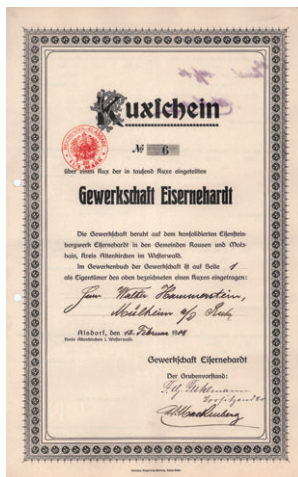 Kuxschein
№ 6
über einen Kux der in tausend Kuxe eingeteilten
Gewerkschaft Eisernehardt
Die Gewerkschaft beruht auf dem konsolidierten Eisenstein-
bergwerk Eisernehardt in den Gemeinden Kausen und Molz-
hain, Kreis Altenkirchen im Westerwald.
Im Gewerkenbuch der Gewerkschaft ist auf Seite 1
als Eigentümer des oben bezeichneten einen Kuxes eingetragen:
Herr Walter Hammerstein,
Mülheim a/d Ruhr
Alsdorf, den 12. Februar 1908
Kreis Altenkirchen i. Westerwald.
Gewerkschaft Eisernehardt
Der Grubenvorstand:
Vorsitzender